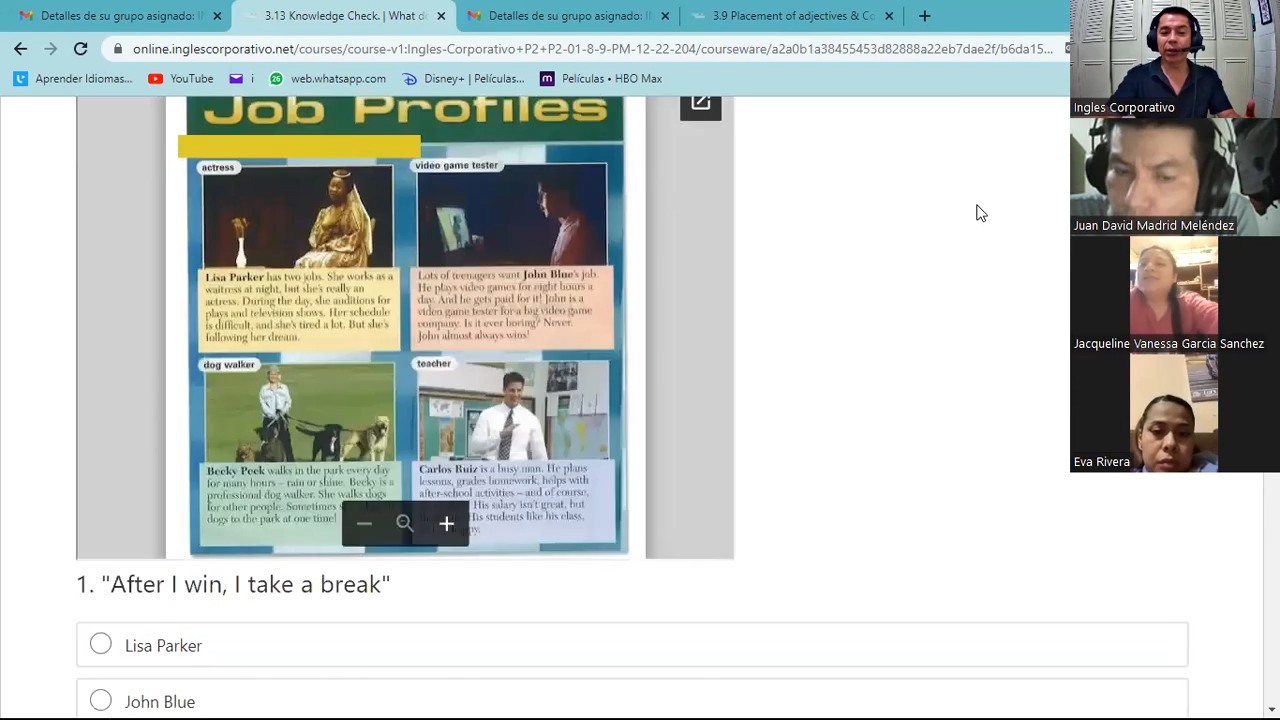 Detalles de su grupo asignado: I
3.13 Knowledge Check. | What d
Detalles de su grupo asignado: I
3.9 Placement of adjectives & Co
online.inglescorporativo.net/courses/course-v1:Ingles-Corporativo+P2+P2-01-8-9-PM-12-22-204/courseware/
Aprender Idiomas...
YouTube
i
web.whatsapp.com
Disney+ | Películas...
Películas • HBO Max
Ingles Corporativo
Juan David Madrid Meléndez
Jacqueline Vanessa Garcia Sanchez
Eva Rivera
Job Profiles
actress
Lisa Parker has two jobs. She works as a
waitress at night, but she's really an
actress. During the day, she auditions for
plays and television shows. Her schedule
is difficult, and she's tired a lot. But she's
following her dream.
video game tester
Lots of teenagers want John Blue's job.
He plays video games for eight hours a
day. And he gets paid for it! John is a
video game tester for a big video game
company. Is it ever boring? Never.
John almost always wins!
dog walker
Becky Peek walks in the park every day
for many hours – rain or shine. Becky is a
professional dog walker. She walks dogs
for other people. Sometimes
dogs to the park at one time!
teacher
Carlos Ruiz is a busy man. He plans
lessons, grades homework, helps with
after-school activities – and of course,
His salary isn't great, but
His students like his class,
1. "After I win, I take a break"
Lisa Parker
John Blue